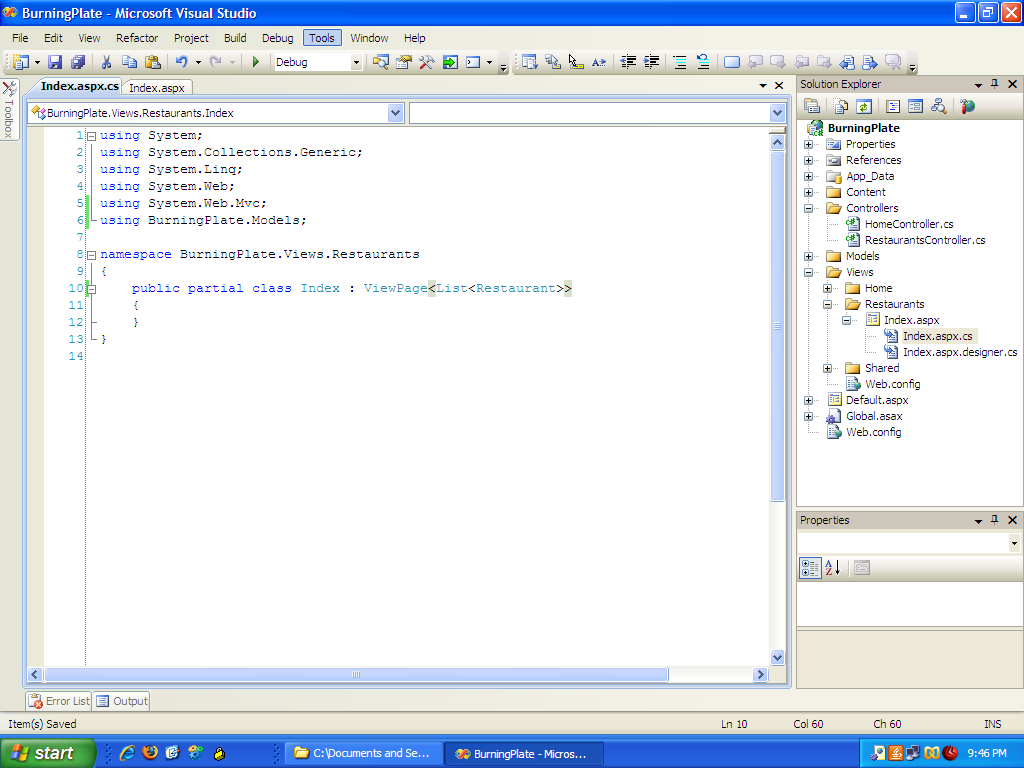 BurningPlate - Microsoft Visual Studio
File Edit View Refactor Project Build Debug Tools Window Help
Debug
Toolbox
Index.aspx.cs Index.aspx
BurningPlate.Views.Restaurants.Index
1 using System;
2 using System.Collections.Generic;
3 using System.Linq;
4 using System.Web;
5 using System.Web.Mvc;
6 using BurningPlate.Models;
7
8 namespace BurningPlate.Views.Restaurants
9 {
10 public partial class Index : ViewPage<List<Restaurant>>
11 {
12 }
13 }
14
Solution Explorer
BurningPlate
Properties
References
App_Data
Content
Controllers
HomeController.cs
RestaurantsController.cs
Models
Views
Home
Restaurants
Index.aspx
Index.aspx.cs
Index.aspx.designer.cs
Shared
Web.config
Default.aspx
Global.asax
Web.config
Properties
Error List Output
Item(s) Saved Ln 10 Col 60 Ch 60 INS
start C:\Documents and Se... BurningPlate - Micros... 9:46 PM